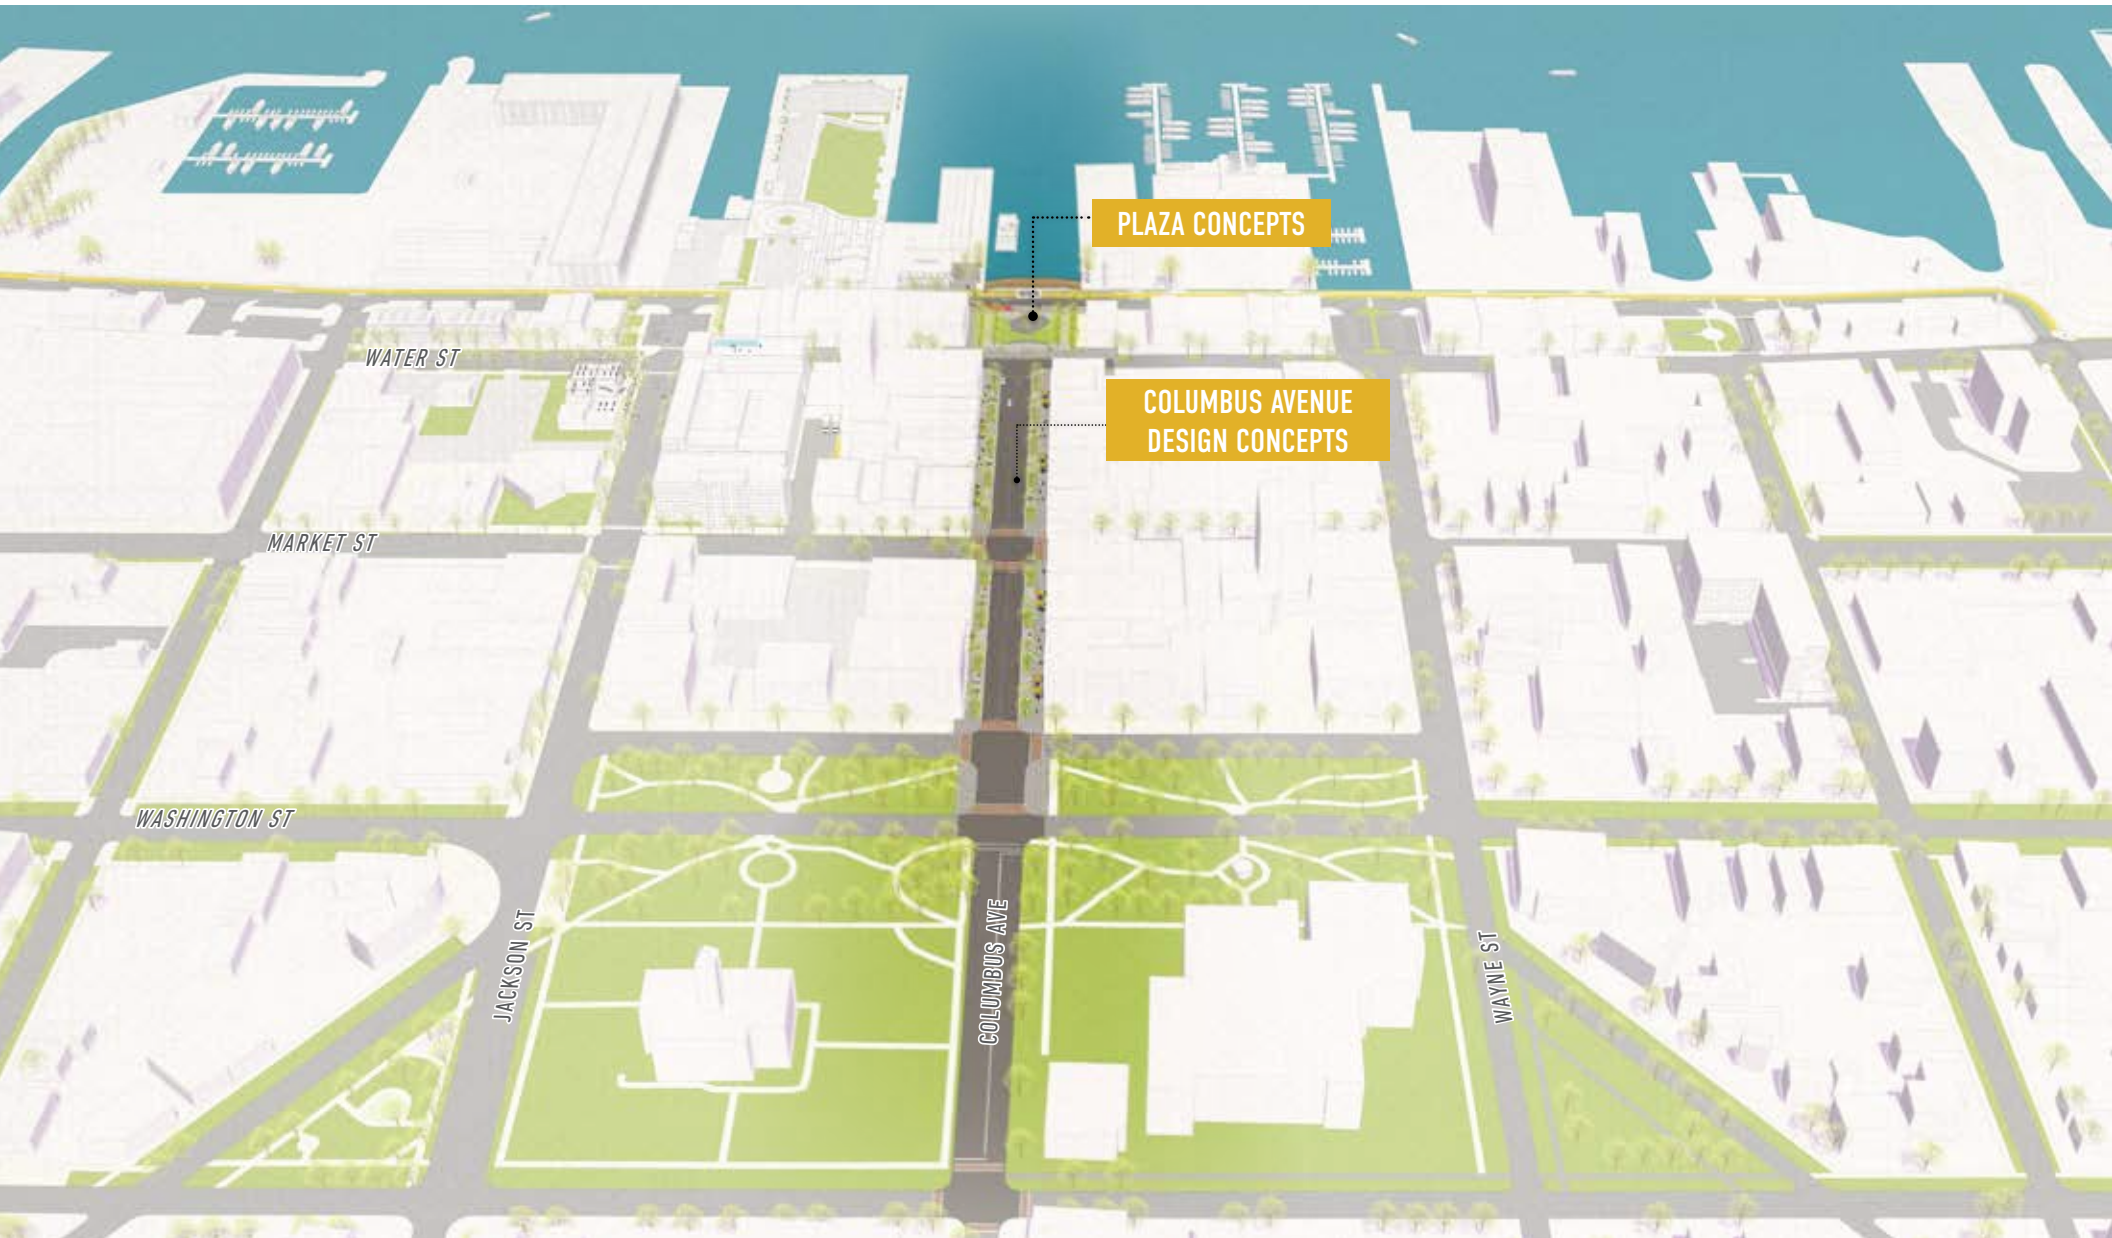 PLAZA CONCEPTS
WATER ST
COLUMBUS AVENUE
DESIGN CONCEPTS
MARKET ST
WASHINGTON ST
JACKSON ST
COLUMBUS AVE
WAYNE ST